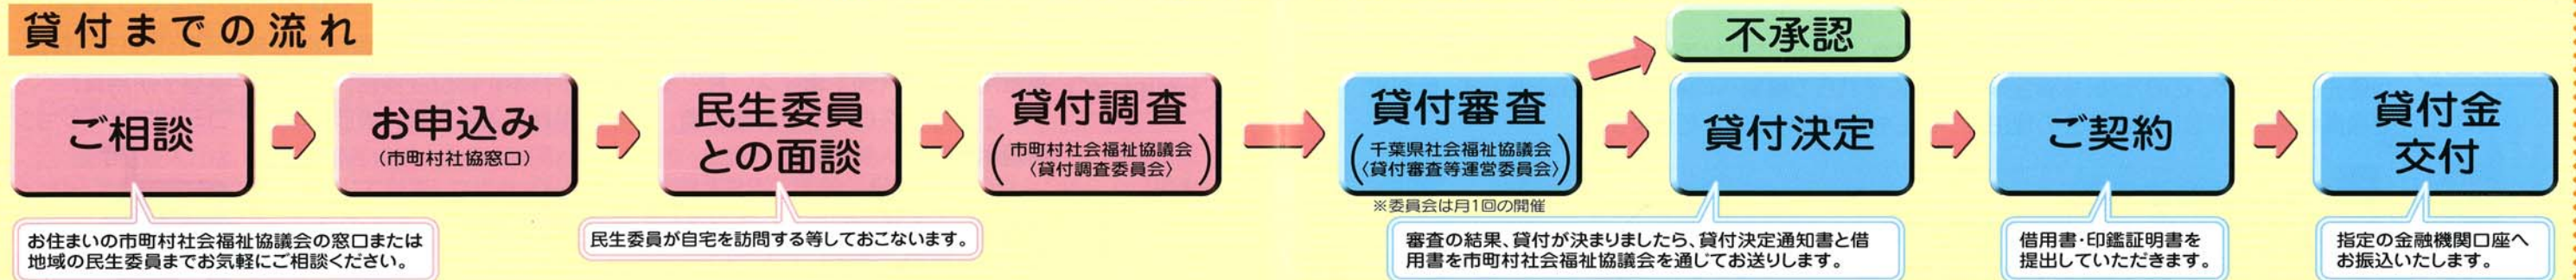 貸付までの流れ
ご相談
お住まいの市町村社会福祉協議会の窓口または
地域の民生委員までお気軽にご相談ください。
お申込み
(市町村社協窓口)
民生委員
との面談
民生委員が自宅を訪問する等しておこないます。
貸付調査
(市町村社会福祉協議会
〈貸付調査委員会〉)
貸付審査
(千葉県社会福祉協議会
〈貸付審査等運営委員会〉)
※委員会は月1回の開催
不承認
貸付決定
審査の結果、貸付が決まりましたら、貸付決定通知書と借
用書を市町村社会福祉協議会を通じてお送りします。
ご契約
借用書・印鑑証明書を
提出していただきます。
貸付金
交付
指定の金融機関口座へ
お振込いたします。